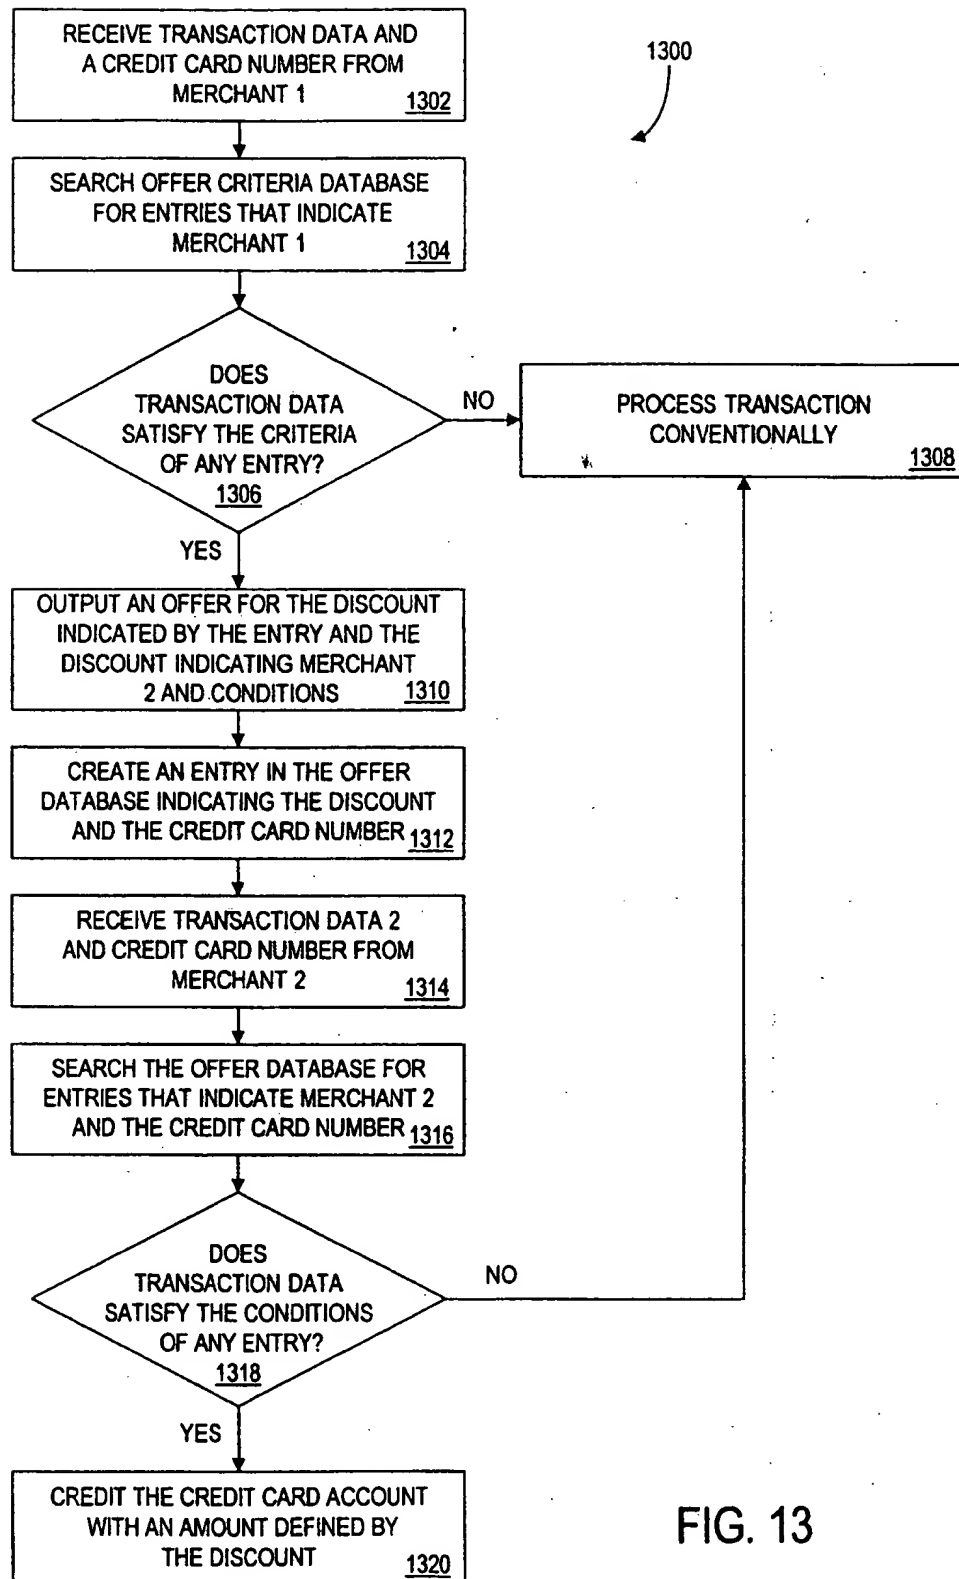 RECEIVE TRANSACTION DATA AND
A CREDIT CARD NUMBER FROM
MERCHANT 1
1302
1300
SEARCH OFFER CRITERIA DATABASE
FOR ENTRIES THAT INDICATE
MERCHANT 1
1304
DOES
TRANSACTION DATA
SATISFY THE CRITERIA
OF ANY ENTRY?
1306
NO
PROCESS TRANSACTION
CONVENTIONALLY
1308
YES
OUTPUT AN OFFER FOR THE DISCOUNT
INDICATED BY THE ENTRY AND THE
DISCOUNT INDICATING MERCHANT
2 AND CONDITIONS
1310
CREATE AN ENTRY IN THE OFFER
DATABASE INDICATING THE DISCOUNT
AND THE CREDIT CARD NUMBER
1312
RECEIVE TRANSACTION DATA 2
AND CREDIT CARD NUMBER FROM
MERCHANT 2
1314
SEARCH THE OFFER DATABASE FOR
ENTRIES THAT INDICATE MERCHANT 2
AND THE CREDIT CARD NUMBER
1316
DOES
TRANSACTION DATA
SATISFY THE CONDITIONS
OF ANY ENTRY?
1318
NO
YES
CREDIT THE CREDIT CARD ACCOUNT
WITH AN AMOUNT DEFINED BY
THE DISCOUNT
1320
FIG. 13